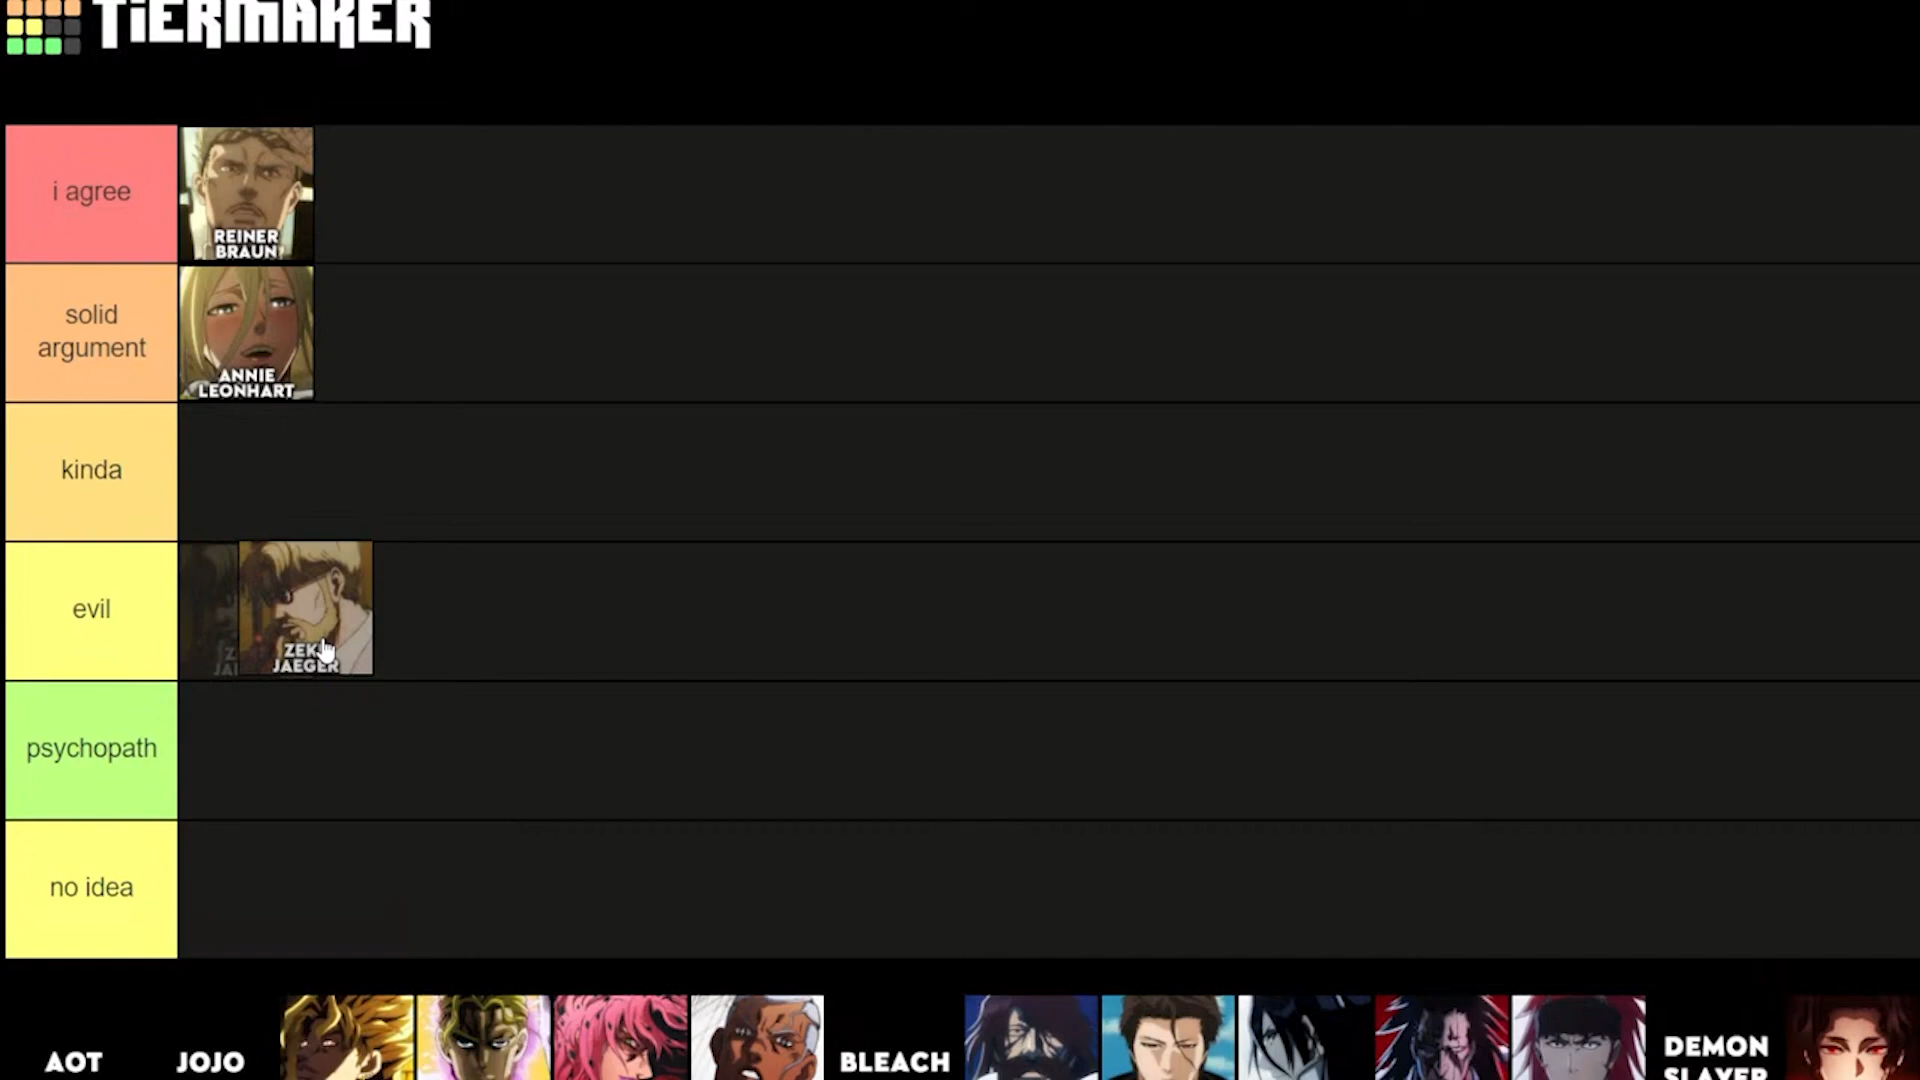 TiERMAKER
i agree
REINER
BRAUN
solid
argument
ANNIE
LEONHART
kinda
evil
ZEKE
JAEGER
psychopath
no idea
AOT
JOJO
BLEACH
DEMON
SLAYER